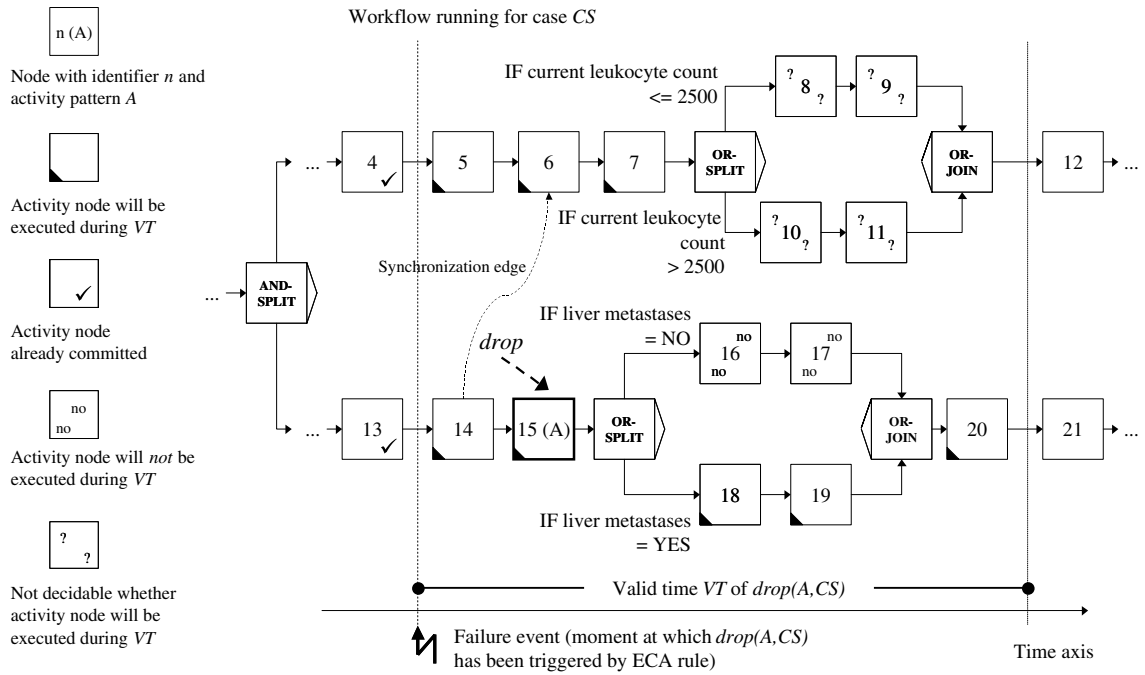 Workflow running for case CS
n (A)
Node with identifier n and
activity pattern A
Activity node will be
executed during VT
Activity node
already committed
no
no
Activity node will not be
executed during VT
?
?
Not decidable whether
activity node will be
executed during VT
...
AND-
SPLIT
...
...
4
5
6
7
OR-
SPLIT
IF current leukocyte count
<= 2500
? 8 ?
? 9 ?
IF current leukocyte
count
> 2500
? 10 ?
? 11 ?
OR-
JOIN
12
...
Synchronization edge
drop
...
13
14
15 (A)
OR-
SPLIT
IF liver metastases
= NO
no
16
no
no
17
no
IF liver metastases
= YES
18
19
OR-
JOIN
20
21
...
Valid time VT of drop(A,CS)
Failure event (moment at which drop(A,CS)
has been triggered by ECA rule)
Time axis